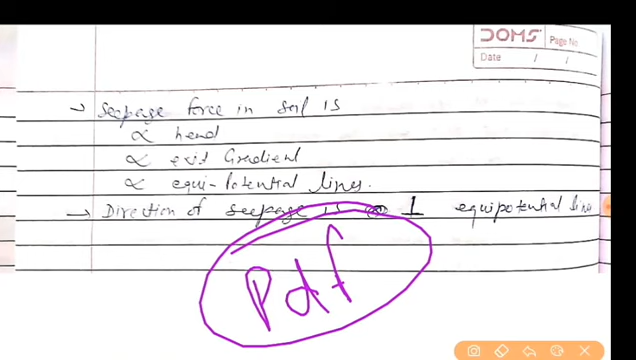 DOMS Page No
Date / /
→ Seepage force in soil is
∝ head
∝ exit Gradient
∝ equi-Potential lines.
→ Direction of seepage is ⊥ equipotential lines
Pdf